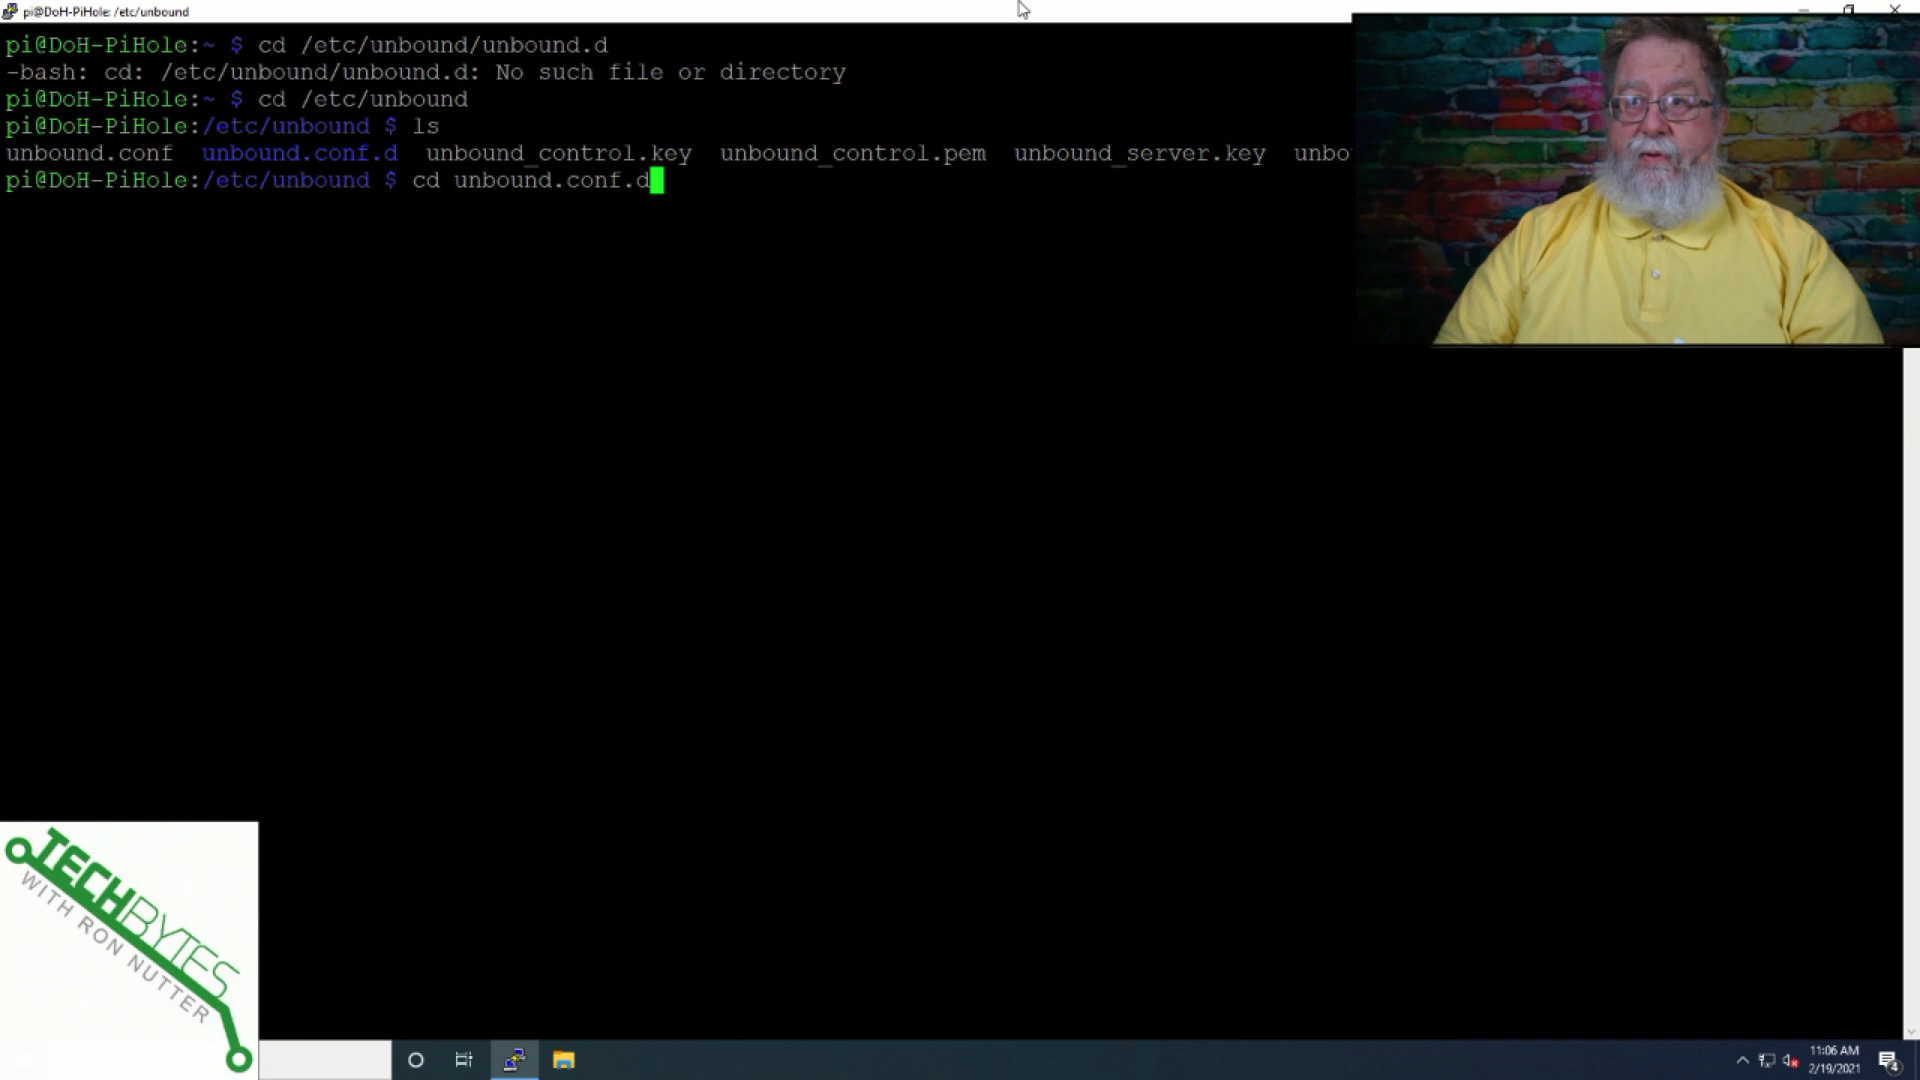 pi@DoH-PiHole: /etc/unbound
pi@DoH-PiHole:~ $ cd /etc/unbound/unbound.d
-bash: cd: /etc/unbound/unbound.d: No such file or directory
pi@DoH-PiHole:~ $ cd /etc/unbound
pi@DoH-PiHole:/etc/unbound $ ls
unbound.conf unbound.conf.d unbound_control.key unbound_control.pem unbound_server.key unbo
pi@DoH-PiHole:/etc/unbound $ cd unbound.conf.d
TECHBYTES
WITH RON NUTTER
11:06 AM
2/19/2021
4